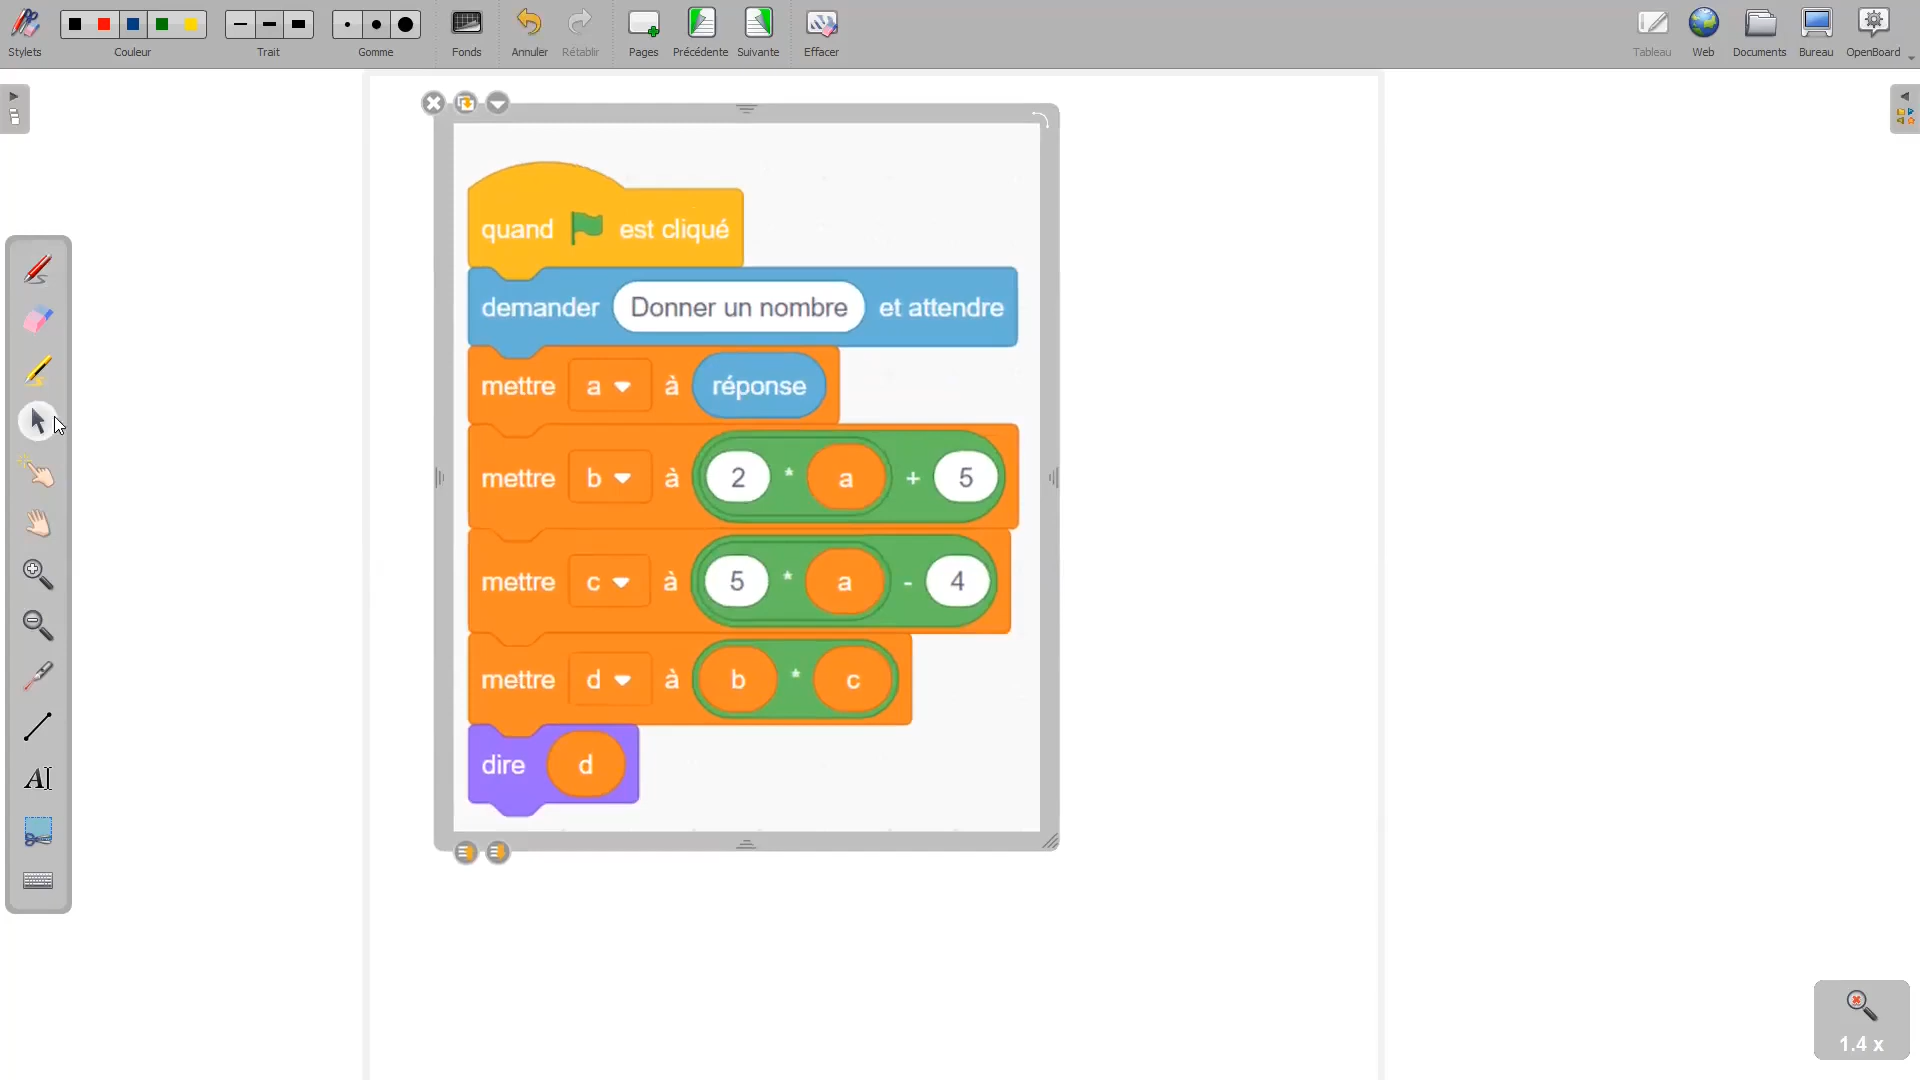 Stylets
Couleur
Trait
Gomme
Fonds
Annuler
Rétablir
Pages
Précédente
Suivante
Effacer
Tableau
Web
Documents
Bureau
OpenBoard
quand est cliqué
demander Donner un nombre et attendre
mettre a à réponse
mettre b à 2 * a + 5
mettre c à 5 * a - 4
mettre d à b * c
dire d
AI
1.4 x